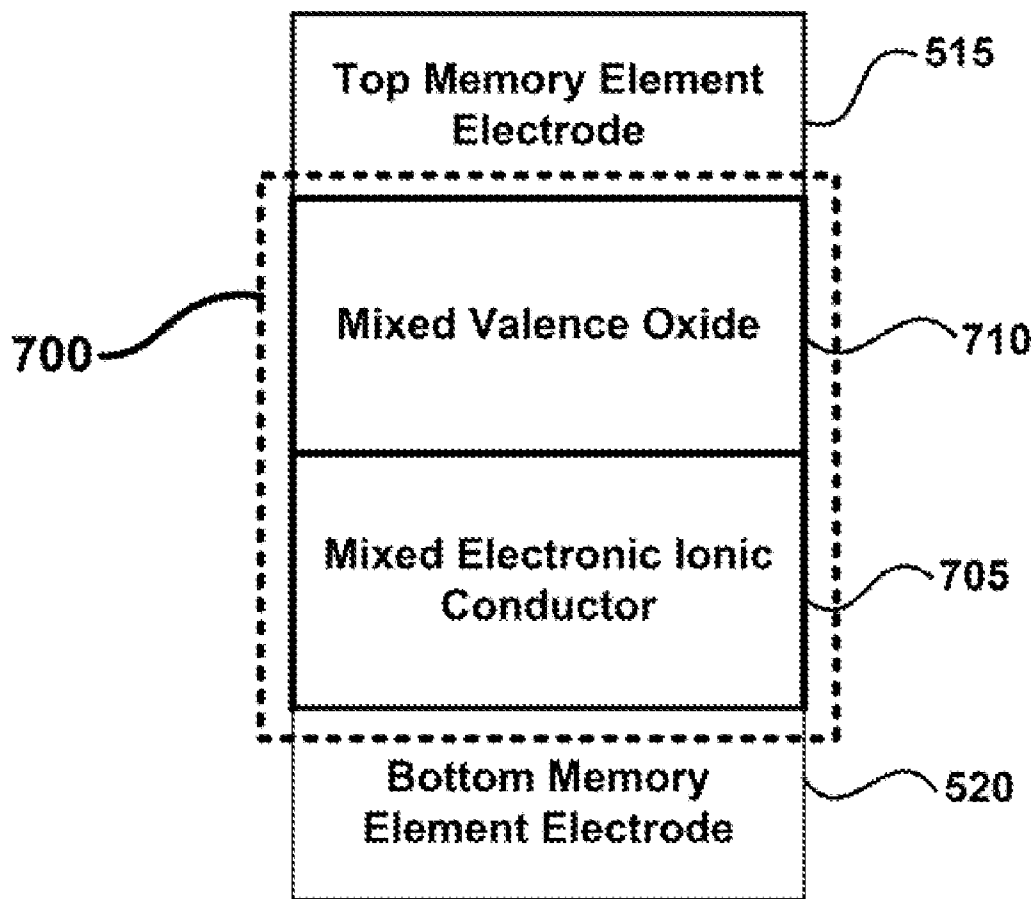 Top Memory Element
Electrode
515
Mixed Valence Oxide
700
710
Mixed Electronic Ionic
Conductor
705
Bottom Memory
Element Electrode
520